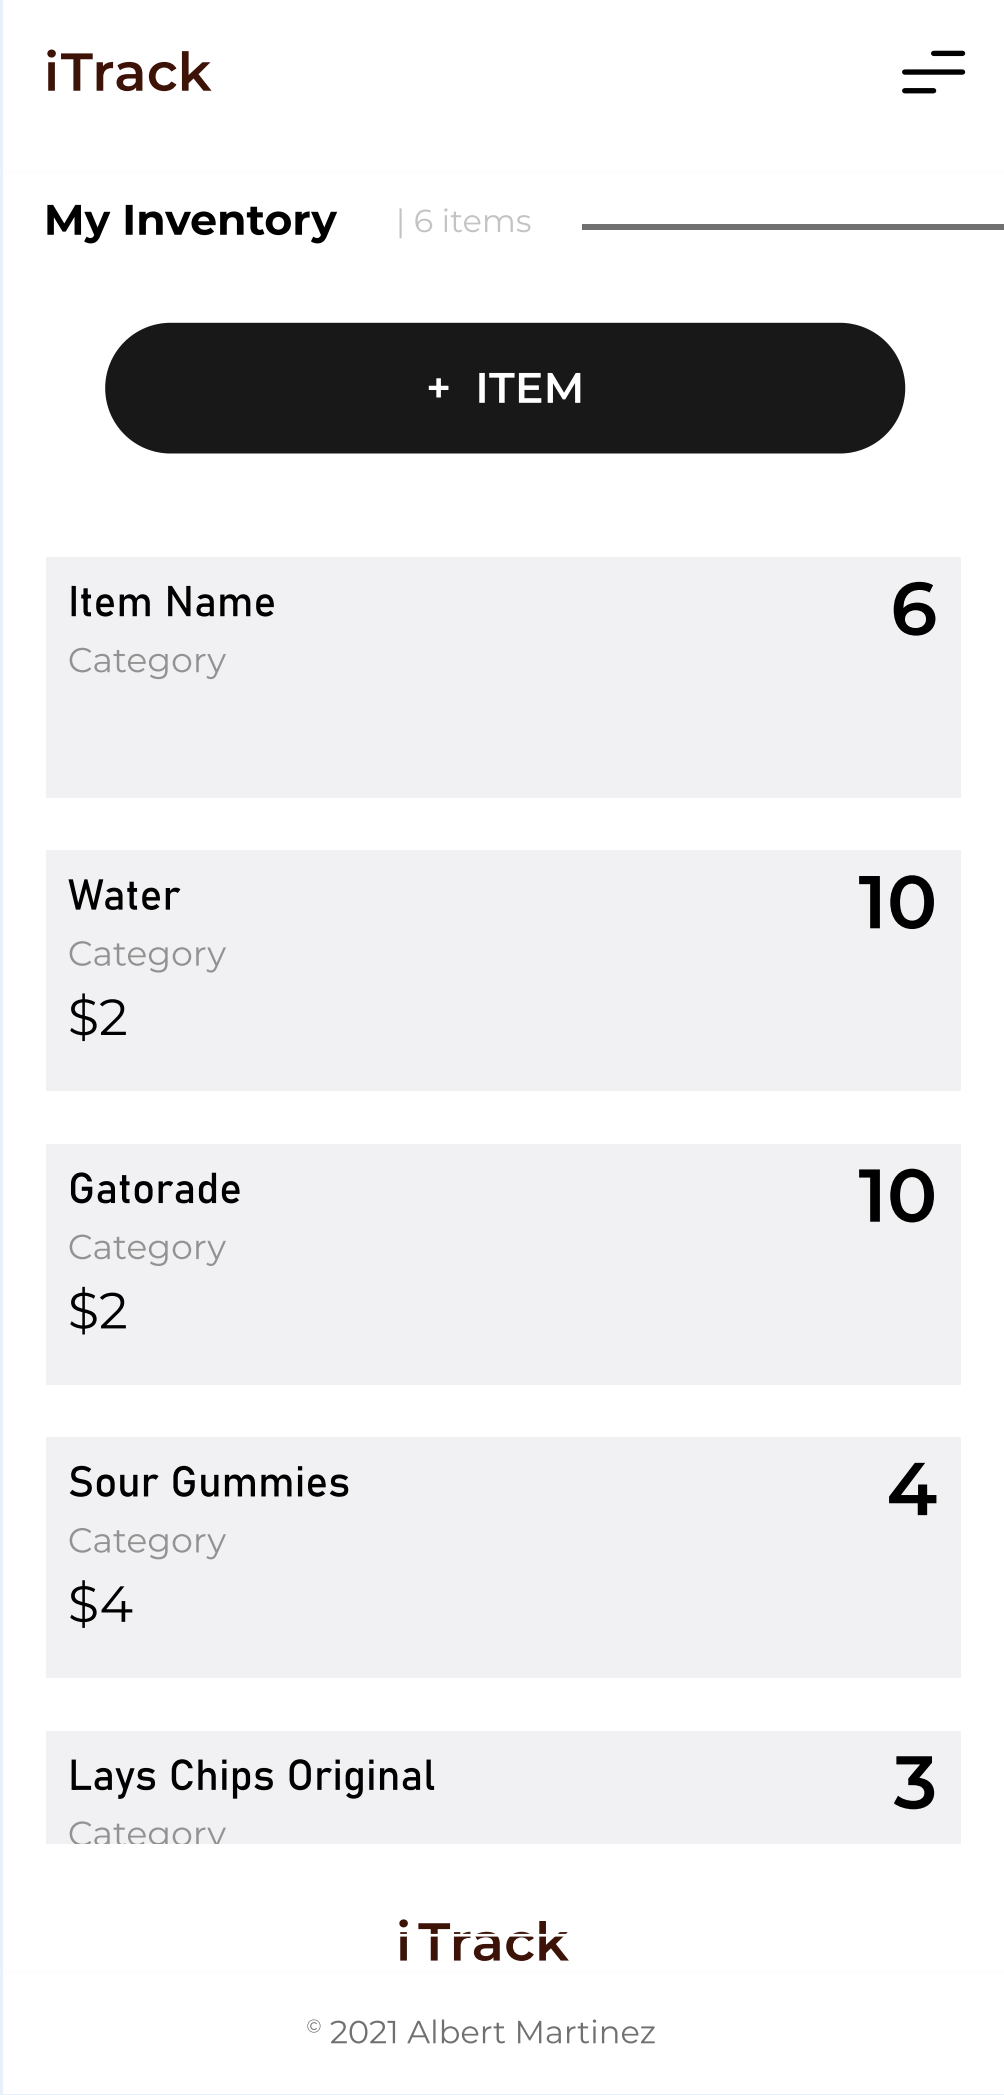 iTrack
My Inventory | 6 items
+ ITEM
Item Name 6
Category
Water 10
Category
$2
Gatorade 10
Category
$2
Sour Gummies 4
Category
$4
Lays Chips Original 3
Category
iTrack
© 2021 Albert Martinez